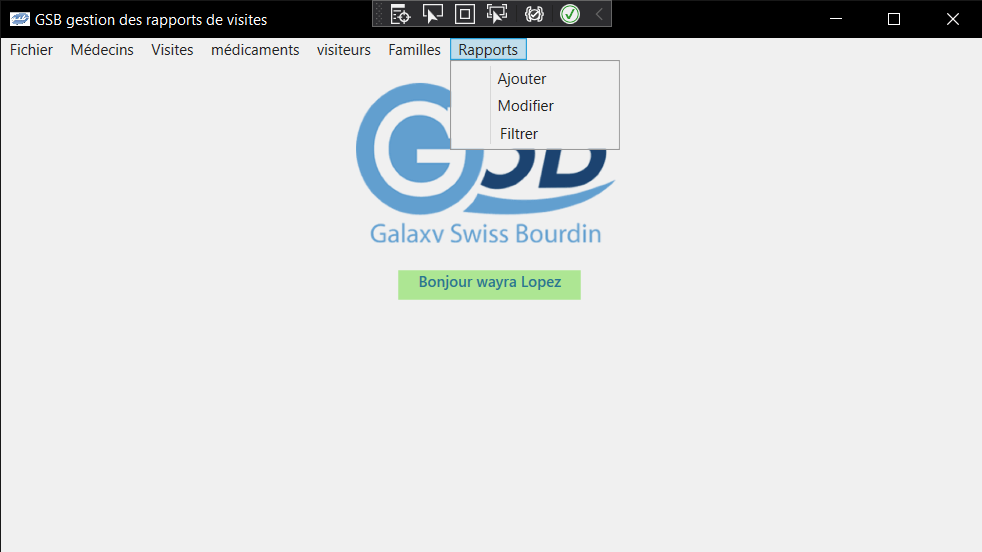 GSB gestion des rapports de visites
Fichier Médecins Visites médicaments visiteurs Familles Rapports
Ajouter
Modifier
Filtrer
GSB
Galaxv Swiss Bourdin
Bonjour wayra Lopez